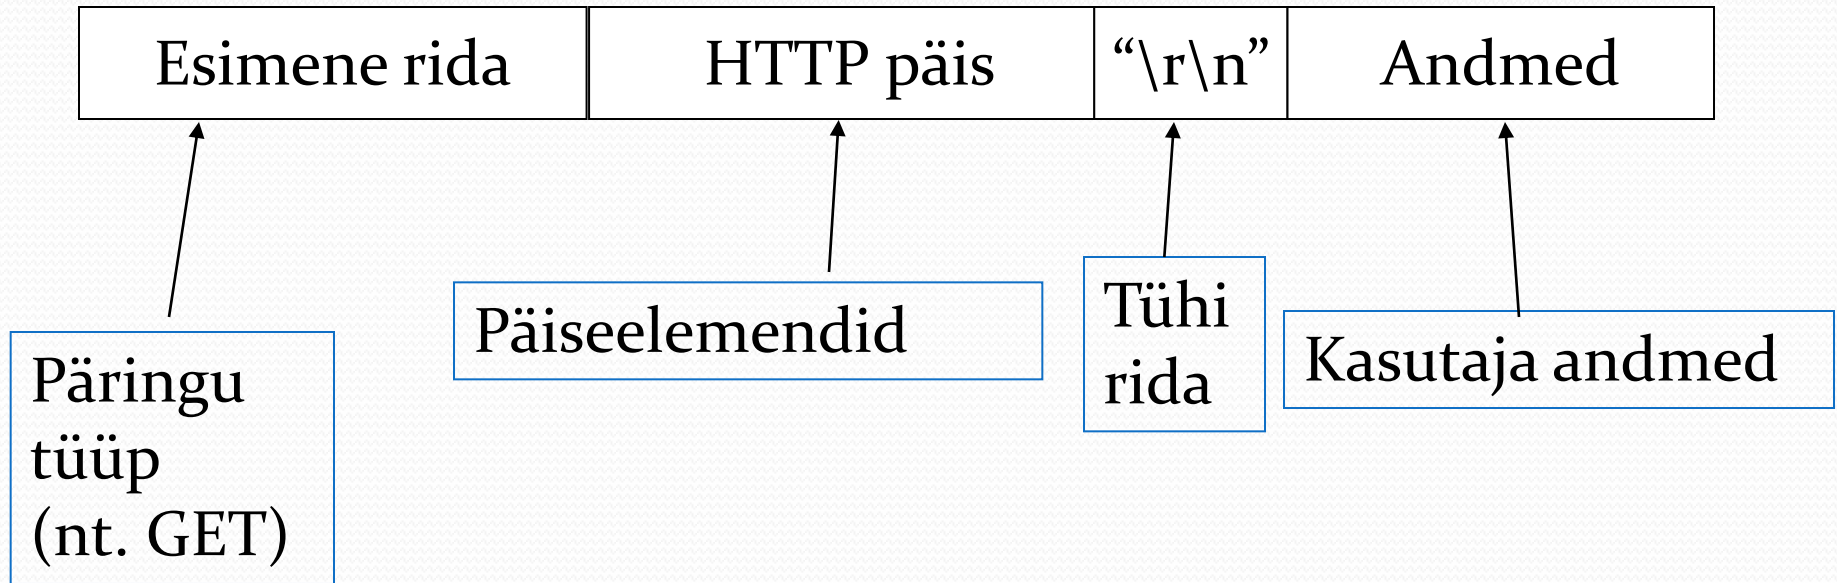 Esimene rida
HTTP päis
“\r\n”
Andmed
Päringu
tüüp
(nt. GET)
Päiseelemendid
Tühi
rida
Kasutaja andmed